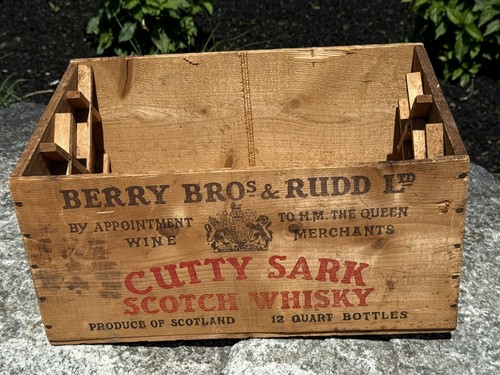 BERRY BROS & RUDD LTD
BY APPOINTMENT TO H.M. THE QUEEN
WINE MERCHANTS
CUTTY SARK
SCOTCH WHISKY
PRODUCE OF SCOTLAND 12 QUART BOTTLES